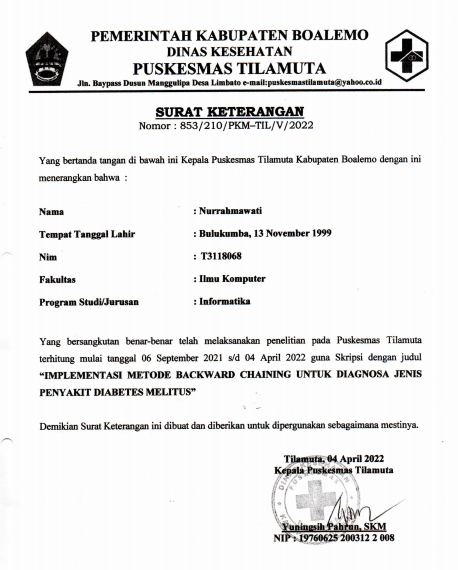 PEMERINTAH KABUPATEN BOALEMO
DINAS KESEHATAN
PUSKESMAS TILAMUTA
Jln. Baypass Dusun Manggulipa Desa Limbato e-mail:puskesmastilamuta@yahoo.co.id
SURAT KETERANGAN
Nomor : 853/210/PKM–TIL/V/2022
Yang bertanda tangan di bawah ini Kepala Puskesmas Tilamuta Kabupaten Boalemo dengan ini
menerangkan bahwa :
Nama : Nurrahmawati
Tempat Tanggal Lahir : Bulukumba, 13 November 1999
Nim : T3118068
Fakultas : Ilmu Komputer
Program Studi/Jurusan : Informatika
Yang bersangkutan benar-benar telah melaksanakan penelitian pada Puskesmas Tilamuta
terhitung mulai tanggal 06 September 2021 s/d 04 April 2022 guna Skripsi dengan judul
“IMPLEMENTASI METODE BACKWARD CHAINING UNTUK DIAGNOSA JENIS
PENYAKIT DIABETES MELITUS”
Demikian Surat Keterangan ini dibuat dan diberikan untuk dipergunakan sebagaimana mestinya.
Tilamuta, 04 April 2022
Kepala Puskesmas Tilamuta
Yuningsih Pahrun, SKM
NIP : 19760625 200312 2 008